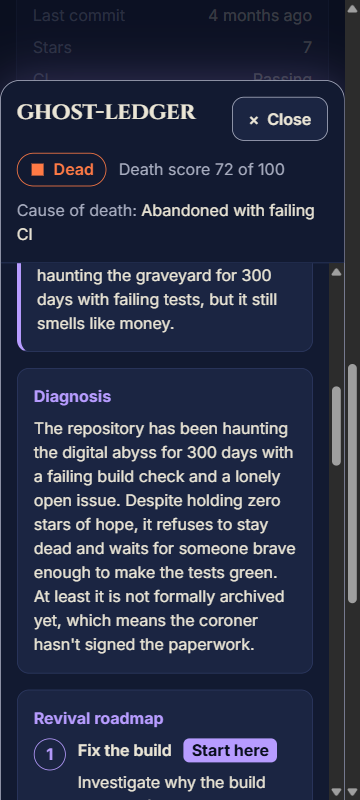 Last commit 4 months ago
Stars 7
CI Passing
GHOST-LEDGER
× Close
Dead Death score 72 of 100
Cause of death: Abandoned with failing
CI
haunting the graveyard for 300
days with failing tests, but it still
smells like money.
Diagnosis
The repository has been haunting
the digital abyss for 300 days with
a failing build check and a lonely
open issue. Despite holding zero
stars of hope, it refuses to stay
dead and waits for someone brave
enough to make the tests green.
At least it is not formally archived
yet, which means the coroner
hasn't signed the paperwork.
Revival roadmap
1 Fix the build Start here
Investigate why the build